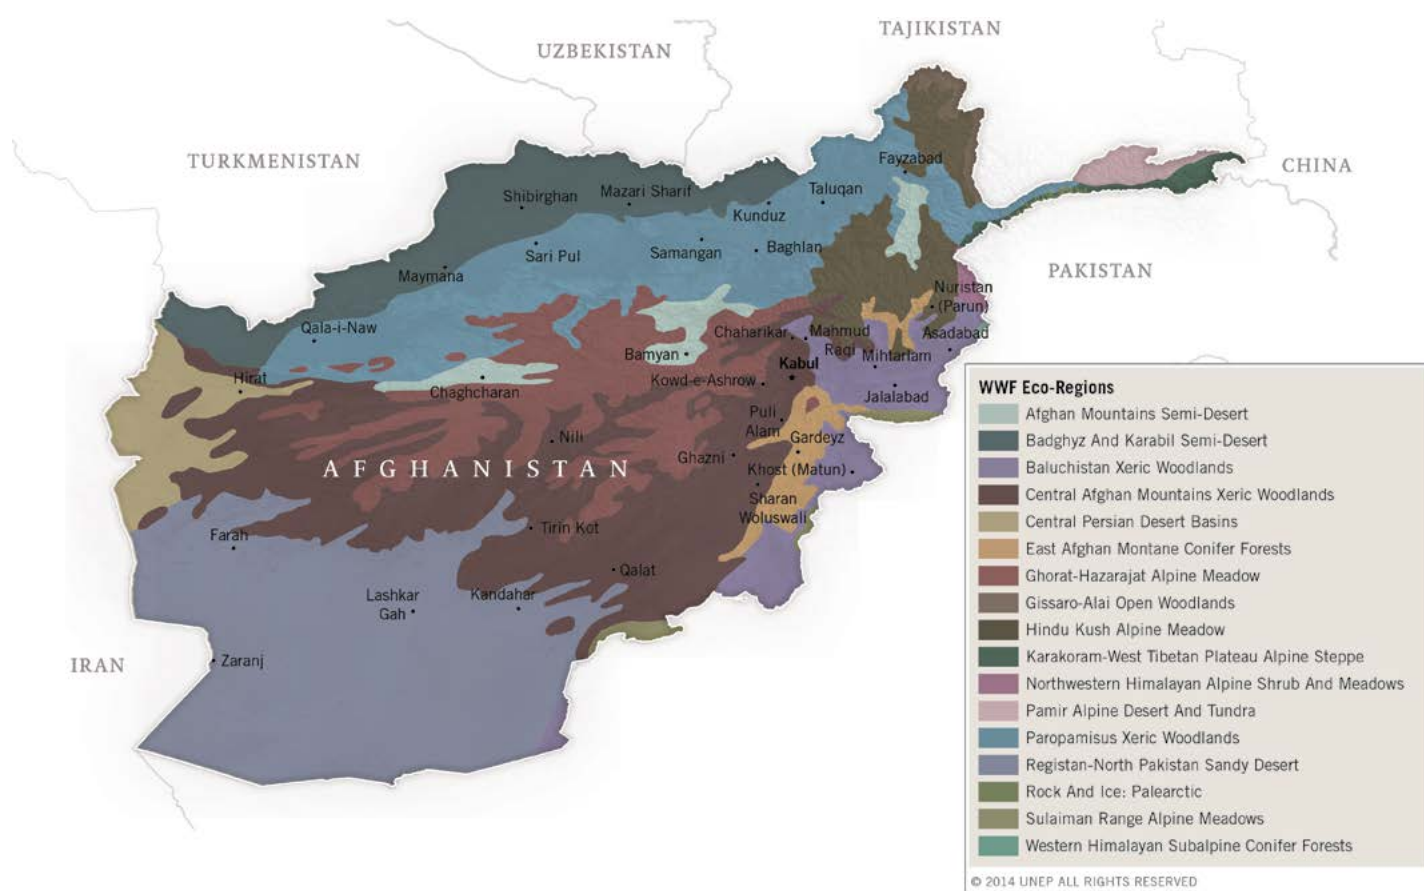 TAJIKISTAN
UZBEKISTAN
TURKMENISTAN
CHINA
Fayzabad
Shibirghan
Mazari Sharif
Taluqan
Kunduz
Sari Pul
Samangan
Baghlan
Maymana
PAKISTAN
Nuristan
(Parun)
Qala-i-Naw
Chaharikar
Mahmud
Raqi
Asadabad
Bamyan
Mihtarlam
Kabul
Hirat
Chaghcharan
Kowd-e-Ashrow
Jalalabad
Puli
Alam
Nili
Gardeyz
Ghazni
AFGHANISTAN
Khost (Matun)
Sharan
Woluswali
Farah
Tirin Kot
Qalat
Lashkar
Gah
Kandahar
IRAN
Zaranj
WWF Eco-Regions
Afghan Mountains Semi-Desert
Badghyz And Karabil Semi-Desert
Baluchistan Xeric Woodlands
Central Afghan Mountains Xeric Woodlands
Central Persian Desert Basins
East Afghan Montane Conifer Forests
Ghorat-Hazarajat Alpine Meadow
Gissaro-Alai Open Woodlands
Hindu Kush Alpine Meadow
Karakoram-West Tibetan Plateau Alpine Steppe
Northwestern Himalayan Alpine Shrub And Meadows
Pamir Alpine Desert And Tundra
Paropamisus Xeric Woodlands
Registan-North Pakistan Sandy Desert
Rock And Ice: Palearctic
Sulaiman Range Alpine Meadows
Western Himalayan Subalpine Conifer Forests
© 2014 UNEP ALL RIGHTS RESERVED